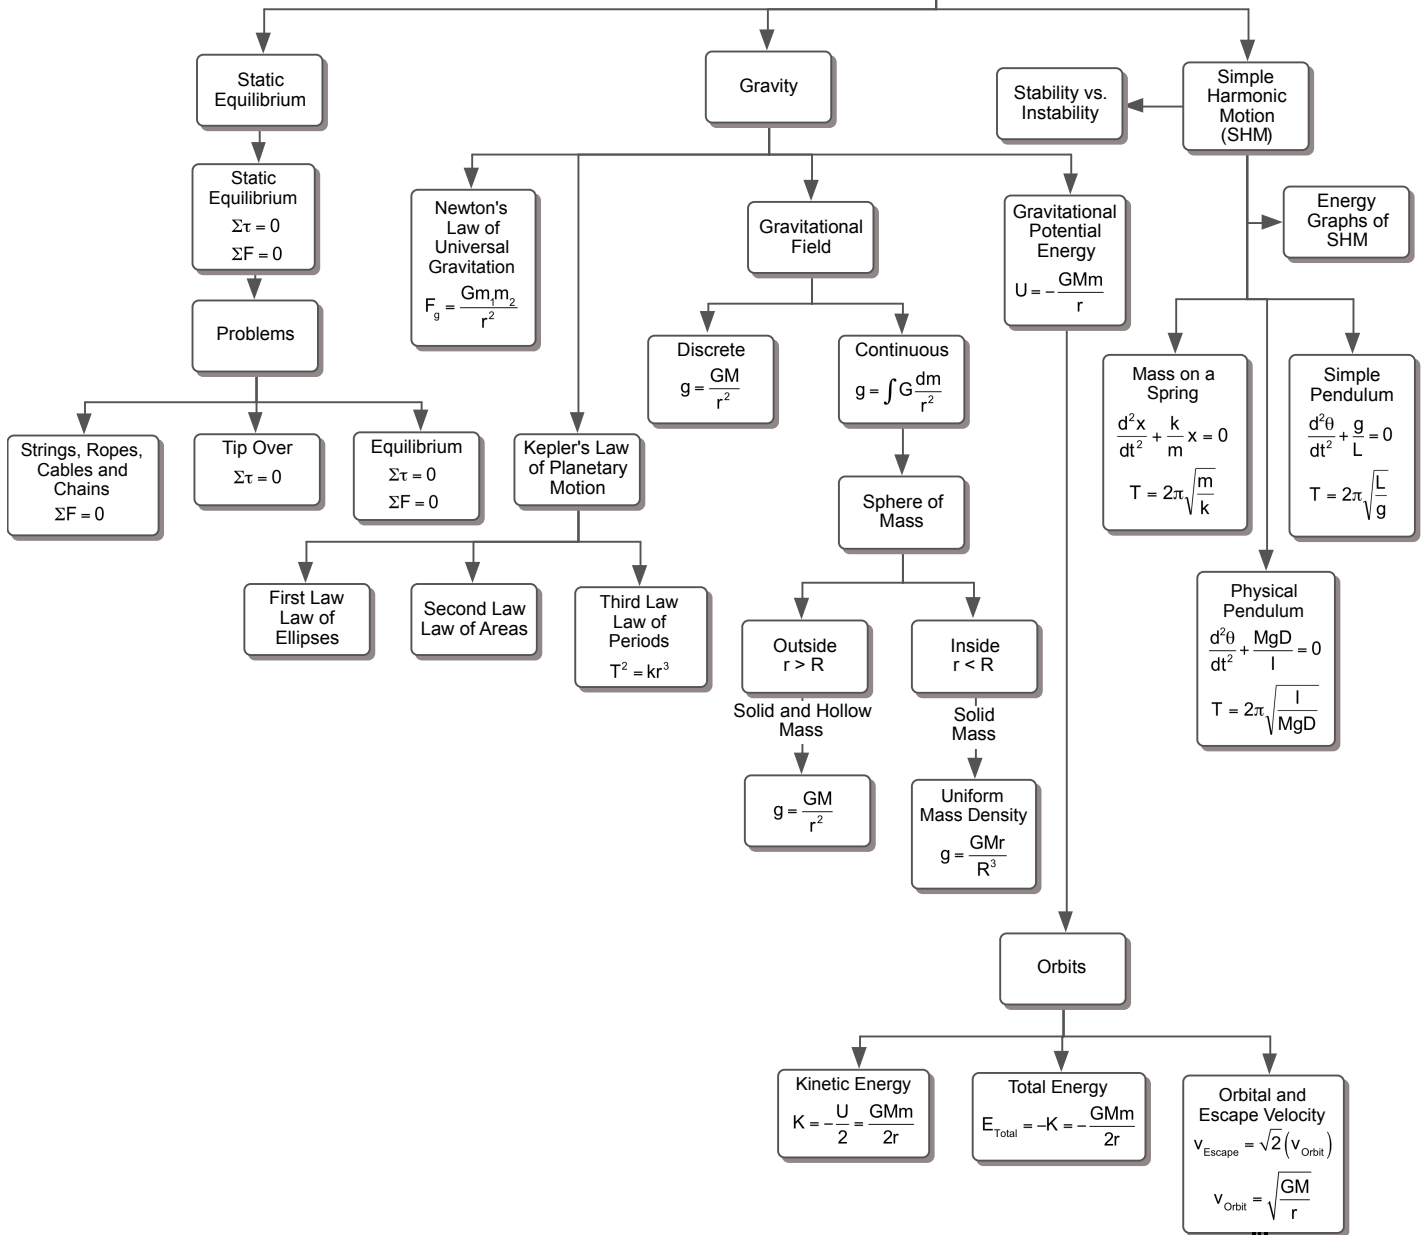 Static
Equilibrium
Gravity
Stability vs.
Instability
Simple
Harmonic
Motion
(SHM)
Static
Equilibrium
Στ = 0
ΣF = 0
Newton's
Law of
Universal
Gravitation
F_g = Gm₁m₂ / r²
Gravitational
Field
Gravitational
Potential
Energy
U = − GMm / r
Energy
Graphs of
SHM
Problems
Discrete
g = GM / r²
Continuous
g = ∫ G dm / r²
Mass on a
Spring
d²x / dt² + k / m x = 0
T = 2π√(m / k)
Simple
Pendulum
d²θ / dt² + g / L = 0
T = 2π√(L / g)
Strings, Ropes,
Cables and
Chains
ΣF = 0
Tip Over
Στ = 0
Equilibrium
Στ = 0
ΣF = 0
Kepler's Law
of Planetary
Motion
Sphere of
Mass
First Law
Law of
Ellipses
Second Law
Law of Areas
Third Law
Law of
Periods
T² = kr³
Physical
Pendulum
d²θ / dt² + MgD / I = 0
T = 2π√(I / MgD)
Outside
r > R
Inside
r < R
Solid and Hollow
Mass
Solid
Mass
g = GM / r²
Uniform
Mass Density
g = GMr / R³
Orbits
Kinetic Energy
K = − U / 2 = GMm / 2r
Total Energy
E_Total = −K = − GMm / 2r
Orbital and
Escape Velocity
v_Escape = √2 (v_Orbit)
v_Orbit = √(GM / r)